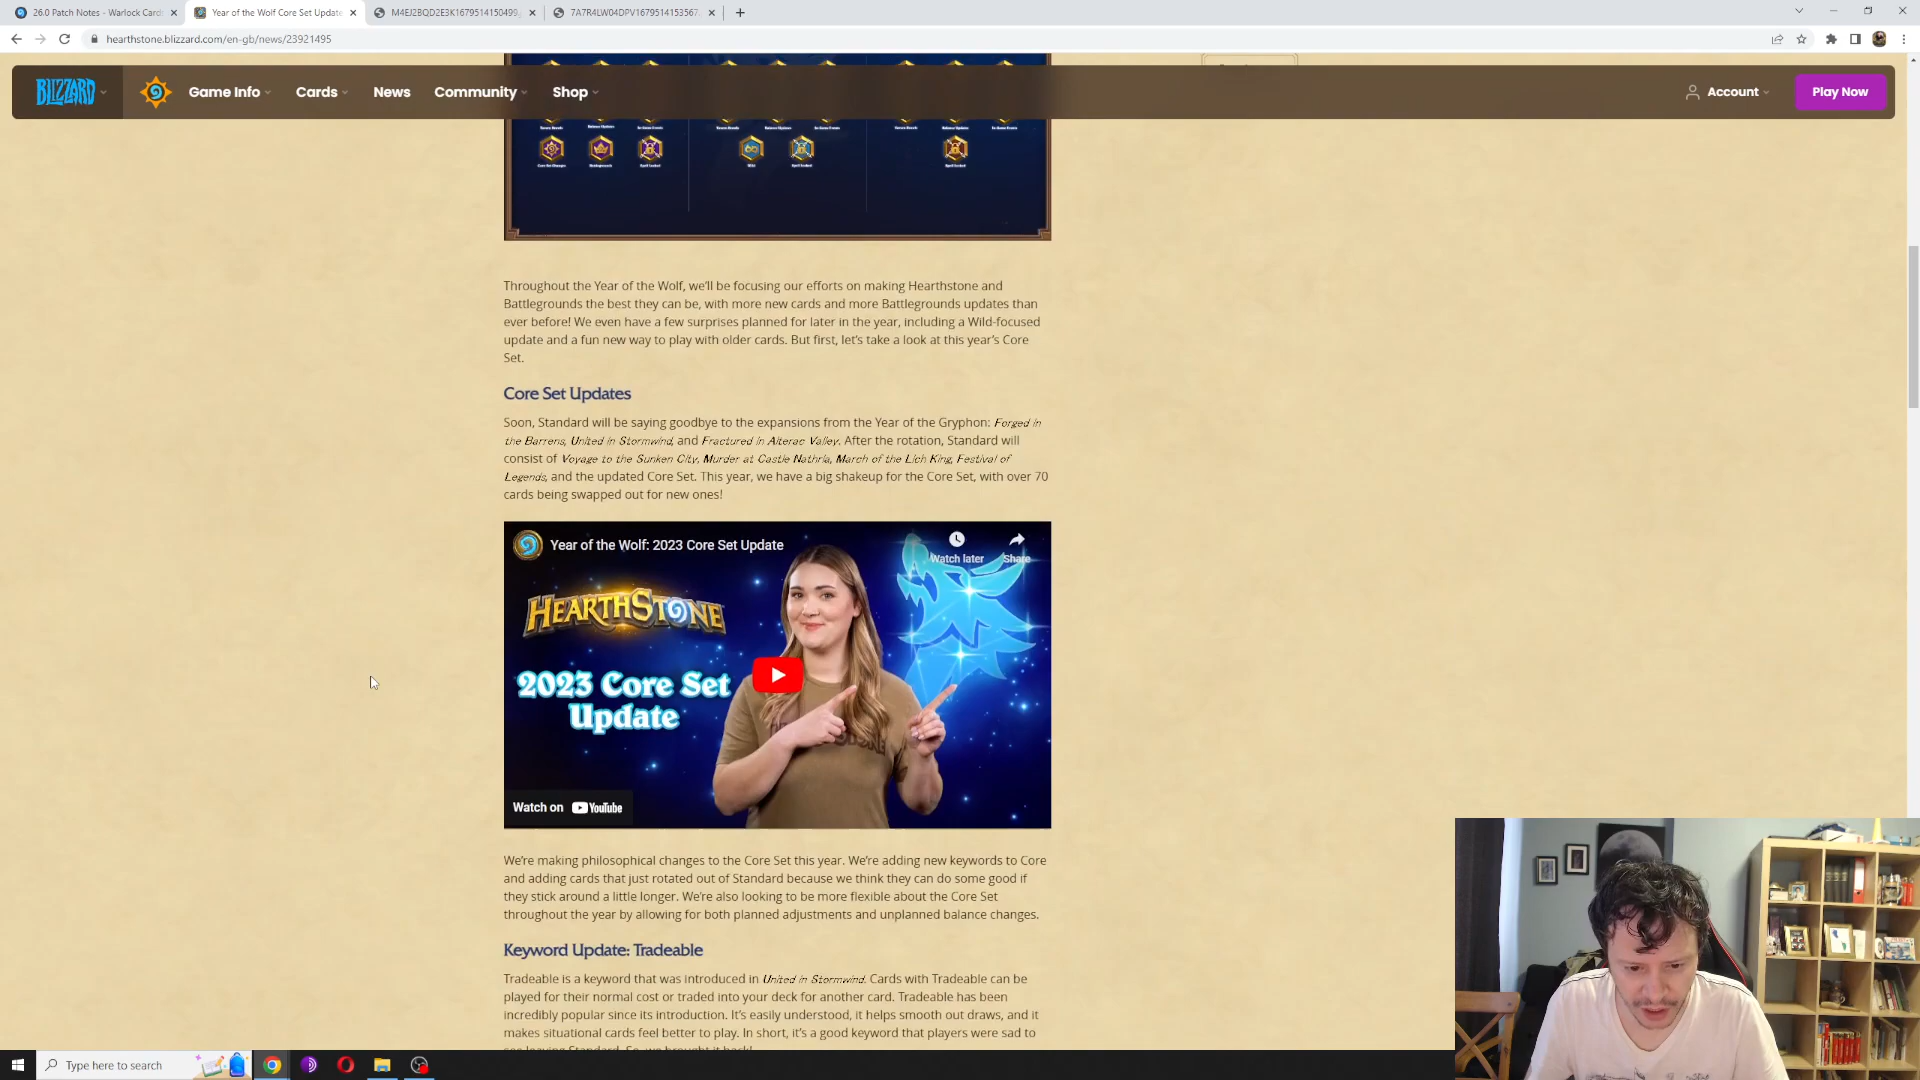 26.0 Patch Notes - Warlock Card
Year of the Wolf Core Set Update
M4EJ2BQD2E3K1679514150499
7A7R4LW04DPV1679514153567
hearthstone.blizzard.com/en-gb/news/23921495
BLIZZARD
Game Info
Cards
News
Community
Shop
Account
Play Now
Throughout the Year of the Wolf, we'll be focusing our efforts on making Hearthstone and
Battlegrounds the best they can be, with more new cards and more Battlegrounds updates than
ever before! We even have a few surprises planned for later in the year, including a Wild-focused
update and a fun new way to play with older cards. But first, let's take a look at this year's Core
Set.
Core Set Updates
Soon, Standard will be saying goodbye to the expansions from the Year of the Gryphon: Forged in
the Barrens, United in Stormwind, and Fractured in Alterac Valley. After the rotation, Standard will
consist of Voyage to the Sunken City, Murder at Castle Nathria, March of the Lich King, Festival of
Legends, and the updated Core Set. This year, we have a big shakeup for the Core Set, with over 70
cards being swapped out for new ones!
Year of the Wolf: 2023 Core Set Update
Watch later
Share
HEARTHSTONE
2023 Core Set
Update
Watch on YouTube
We're making philosophical changes to the Core Set this year. We're adding new keywords to Core
and adding cards that just rotated out of Standard because we think they can do some good if
they stick around a little longer. We're also looking to be more flexible about the Core Set
throughout the year by allowing for both planned adjustments and unplanned balance changes.
Keyword Update: Tradeable
Tradeable is a keyword that was introduced in United in Stormwind. Cards with Tradeable can be
played for their normal cost or traded into your deck for another card. Tradeable has been
incredibly popular since its introduction. It's easily understood, it helps smooth out draws, and it
makes situational cards feel better to play. In short, it's a good keyword that players were sad to
Type here to search